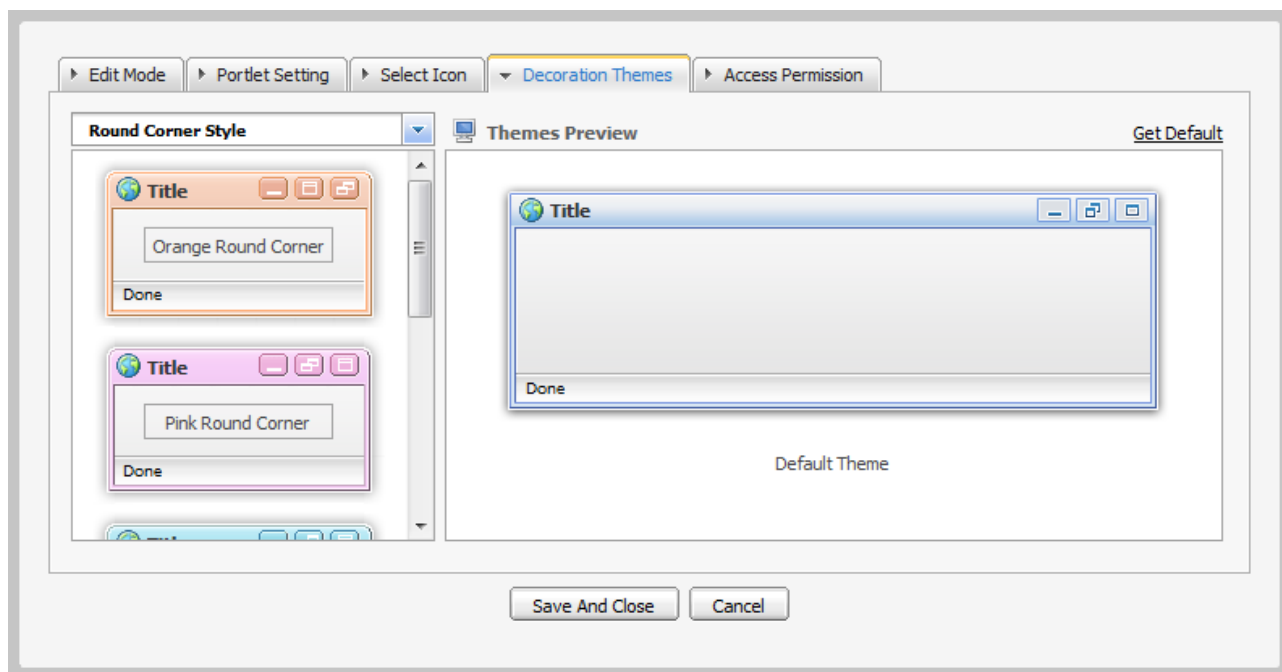 Edit Mode
Portlet Setting
Select Icon
Decoration Themes
Access Permission
Round Corner Style
Themes Preview
Get Default
Title
Orange Round Corner
Done
Title
Pink Round Corner
Done
Title
Done
Default Theme
Save And Close
Cancel